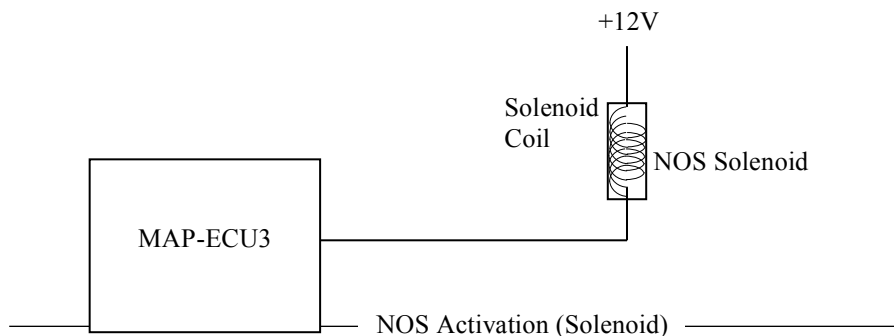 +12V
Solenoid
Coil
NOS Solenoid
MAP-ECU3
NOS Activation (Solenoid)